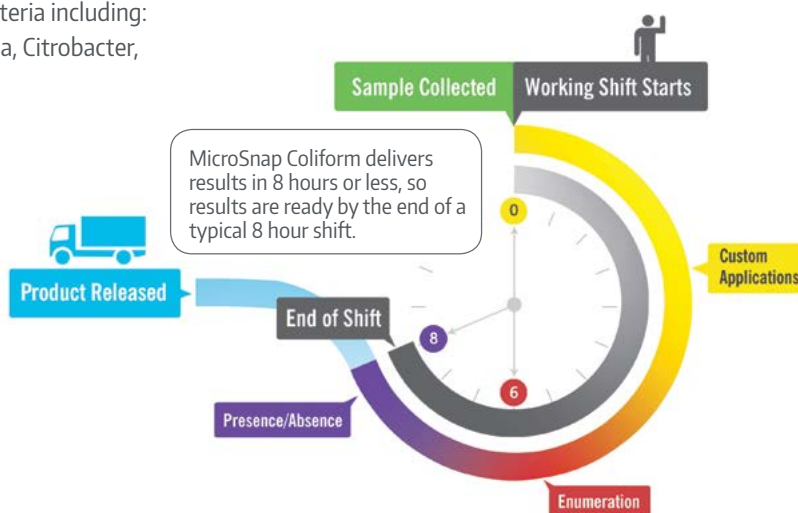 teria including:
a, Citrobacter,
Sample Collected
Working Shift Starts
MicroSnap Coliform delivers
results in 8 hours or less, so
results are ready by the end of a
typical 8 hour shift.
0
Custom
Applications
Product Released
End of Shift
8
6
Presence/Absence
Enumeration